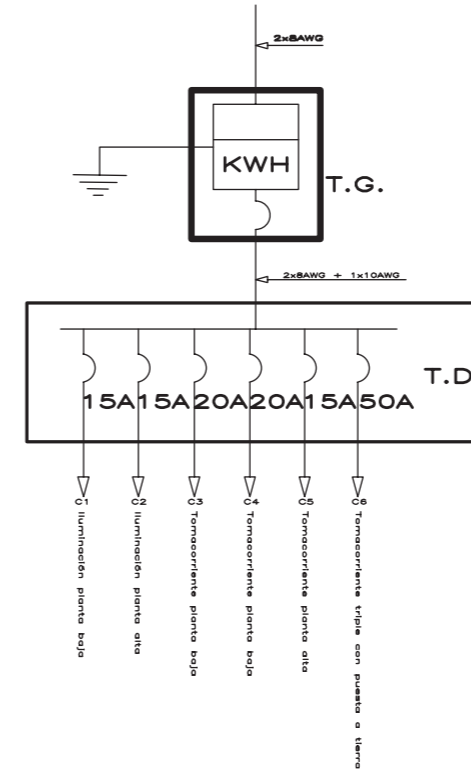 2x8AWG
KWH
T.G.
2x8AWG + 1x10AWG
T.D
15A 15A 20A 20A 15A 50A
C1 Iluminación planta baja
C2 Iluminación planta alta
C3 Tomacorriente planta baja
C4 Tomacorriente planta baja
C5 Tomacorriente planta alta
C6 Tomacorriente triple con puesta a tierra